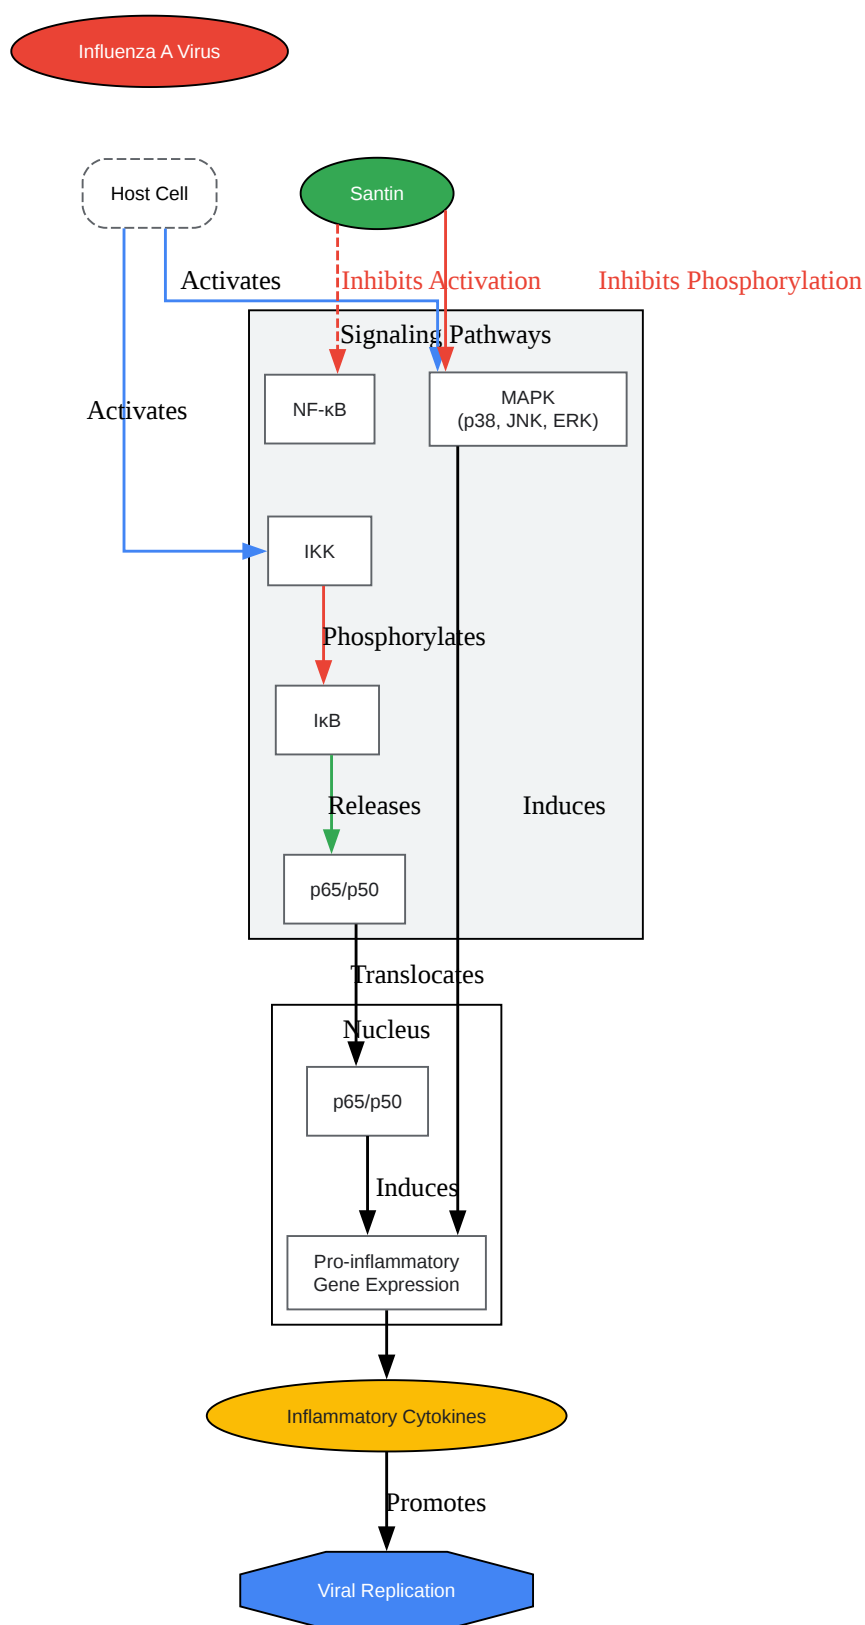 Influenza A Virus
Host Cell
Santin
Activates
Inhibits Activation
Inhibits Phosphorylation
Signaling Pathways
NF-κB
MAPK
(p38, JNK, ERK)
Activates
IKK
Phosphorylates
IκB
Releases
Induces
p65/p50
Translocates
Nucleus
p65/p50
Induces
Pro-inflammatory
Gene Expression
Inflammatory Cytokines
Promotes
Viral Replication